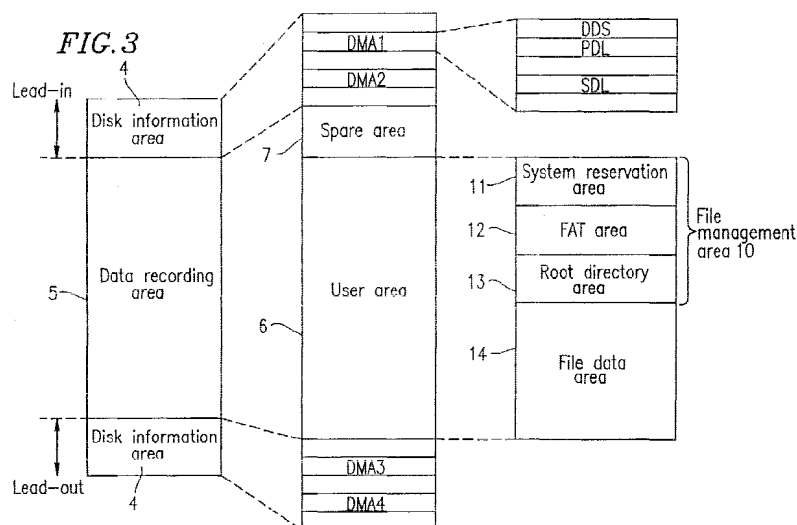 FIG.3
Lead-in
4
Disk information
area
5
Data recording
area
Disk information
area
4
Lead-out
DMA1
DMA2
7
Spare area
6
User area
DMA3
DMA4
DDS
PDL
SDL
11
System reservation
area
12
FAT area
13
Root directory
area
File
management
area 10
14
File data
area